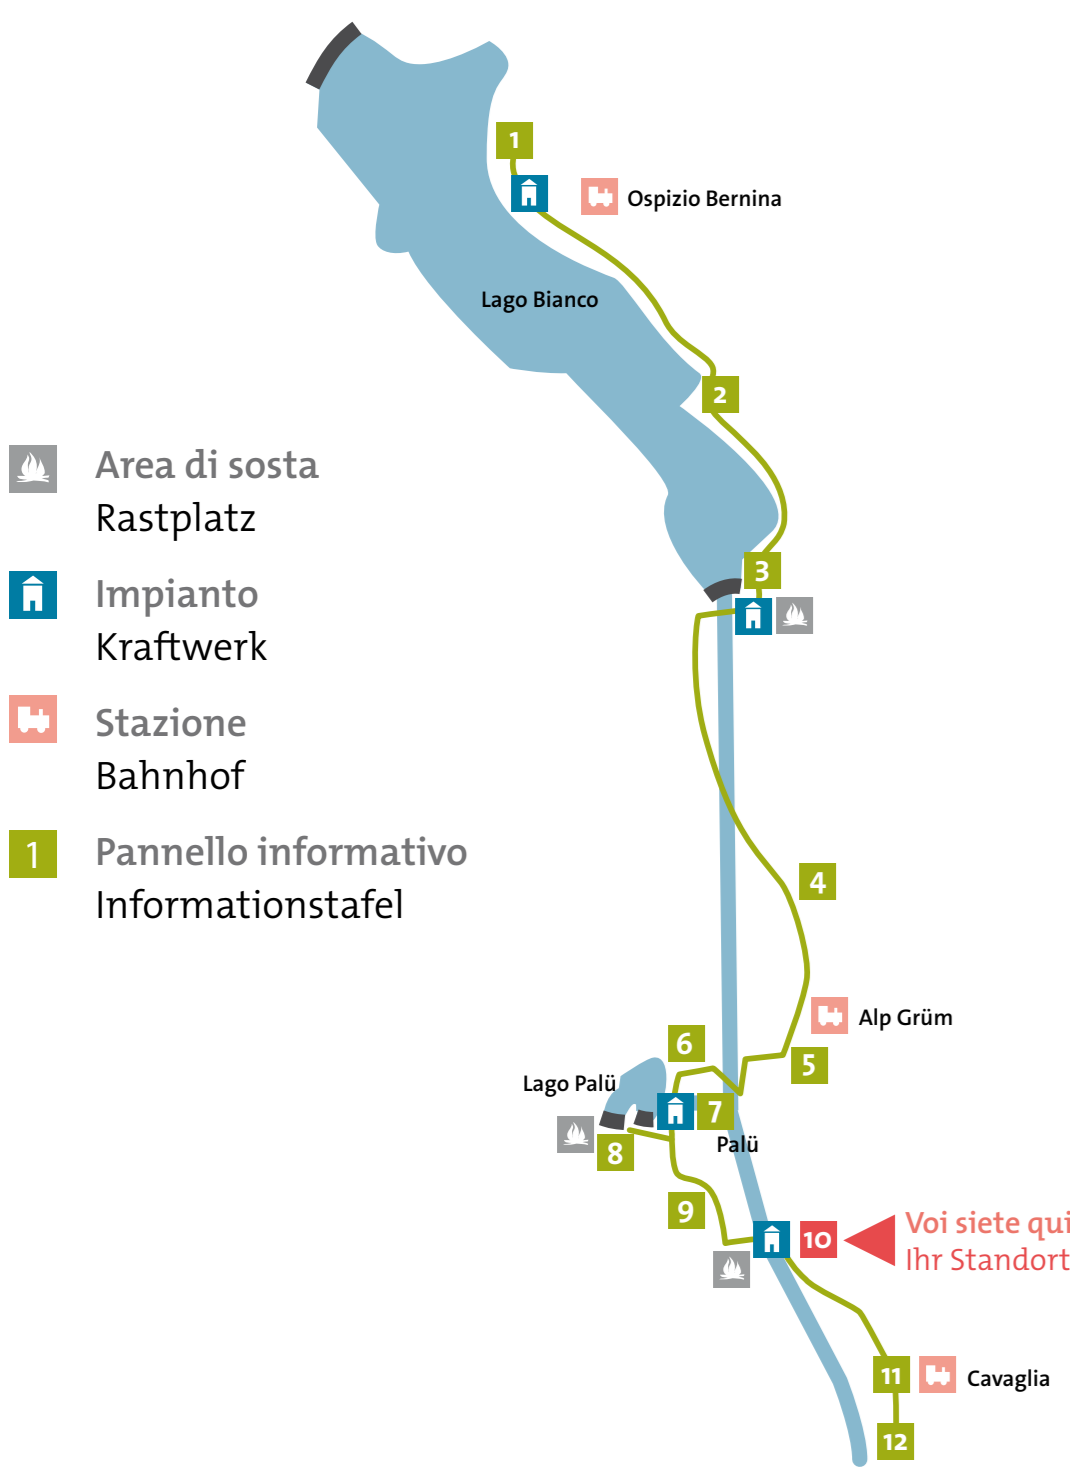 1
Ospizio Bernina
Lago Bianco
2
Area di sosta
Rastplatz
3
Impianto
Kraftwerk
Stazione
Bahnhof
1
Pannello informativo
Informationstafel
4
Alp Grüm
6
5
Lago Palü
7
8
Palü
9
10
Voi siete qui
Ihr Standort
11
Cavaglia
12